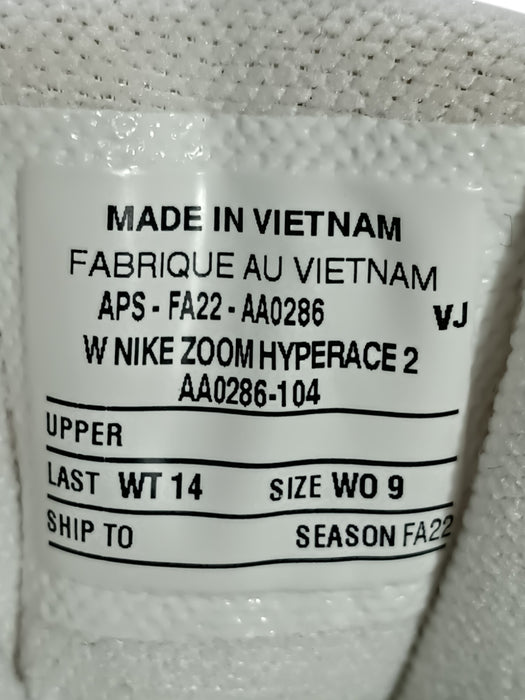 MADE IN VIETNAM
FABRIQUE AU VIETNAM
APS - FA22 - AA0286 VJ
W NIKE ZOOM HYPERACE 2
AA0286-104
UPPER
LAST WT 14 SIZE WO 9
SHIP TO SEASON FA22